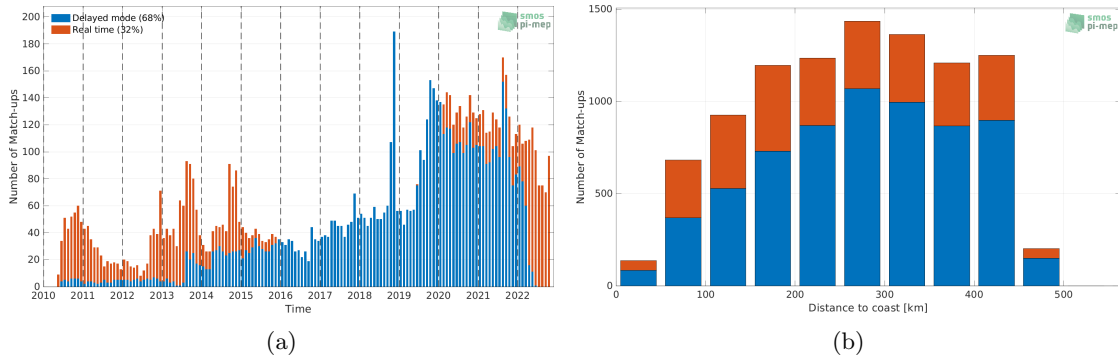 Delayed mode (68%)
Real time (32%)
smos
pi-mep
200
180
160
140
120
100
80
60
40
20
0
Number of Match-ups
2010 2011 2012 2013 2014 2015 2016 2017 2018 2019 2020 2021 2022
Time
(a)
smos
pi-mep
1500
1000
500
0
Number of Match-ups
0 100 200 300 400 500
Distance to coast [km]
(b)